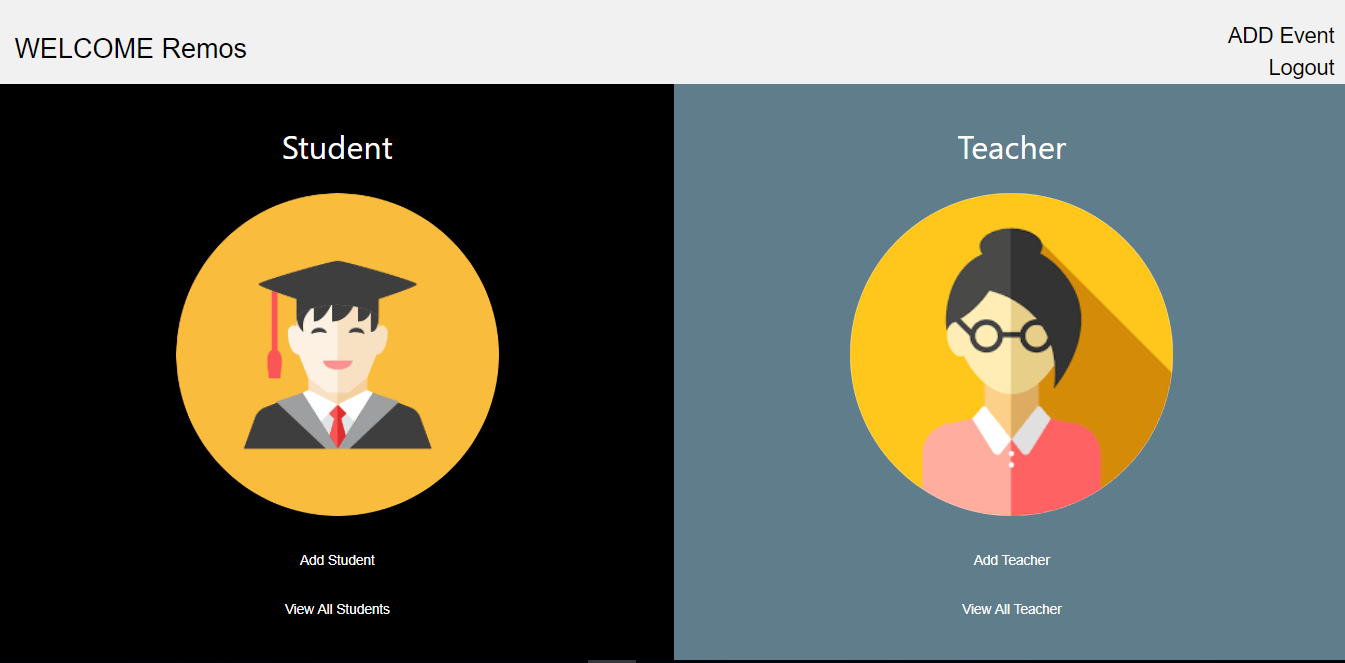 WELCOME Remos
ADD Event
Logout
Student
Teacher
Add Student
Add Teacher
View All Students
View All Teacher